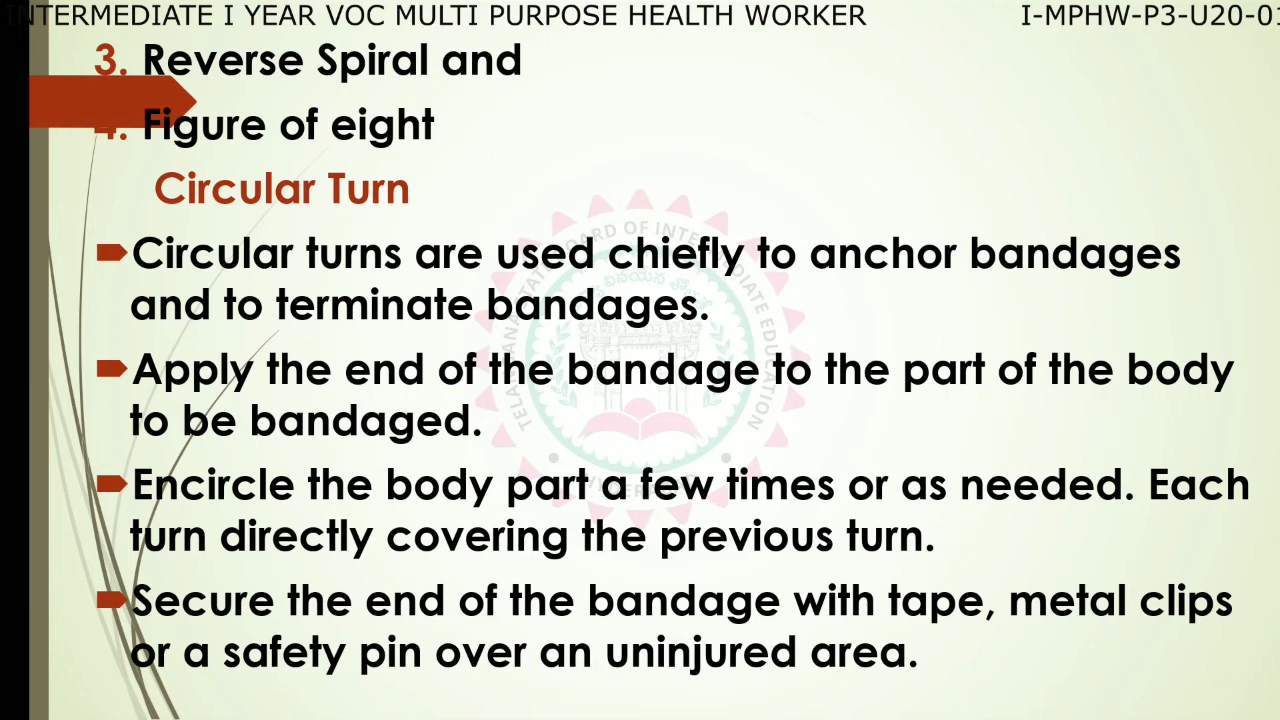 INTERMEDIATE I YEAR VOC MULTI PURPOSE HEALTH WORKER I-MPHW-P3-U20-01
3. Reverse Spiral and
4. Figure of eight
Circular Turn
Circular turns are used chiefly to anchor bandages
and to terminate bandages.
Apply the end of the bandage to the part of the body
to be bandaged.
Encircle the body part a few times or as needed. Each
turn directly covering the previous turn.
Secure the end of the bandage with tape, metal clips
or a safety pin over an uninjured area.